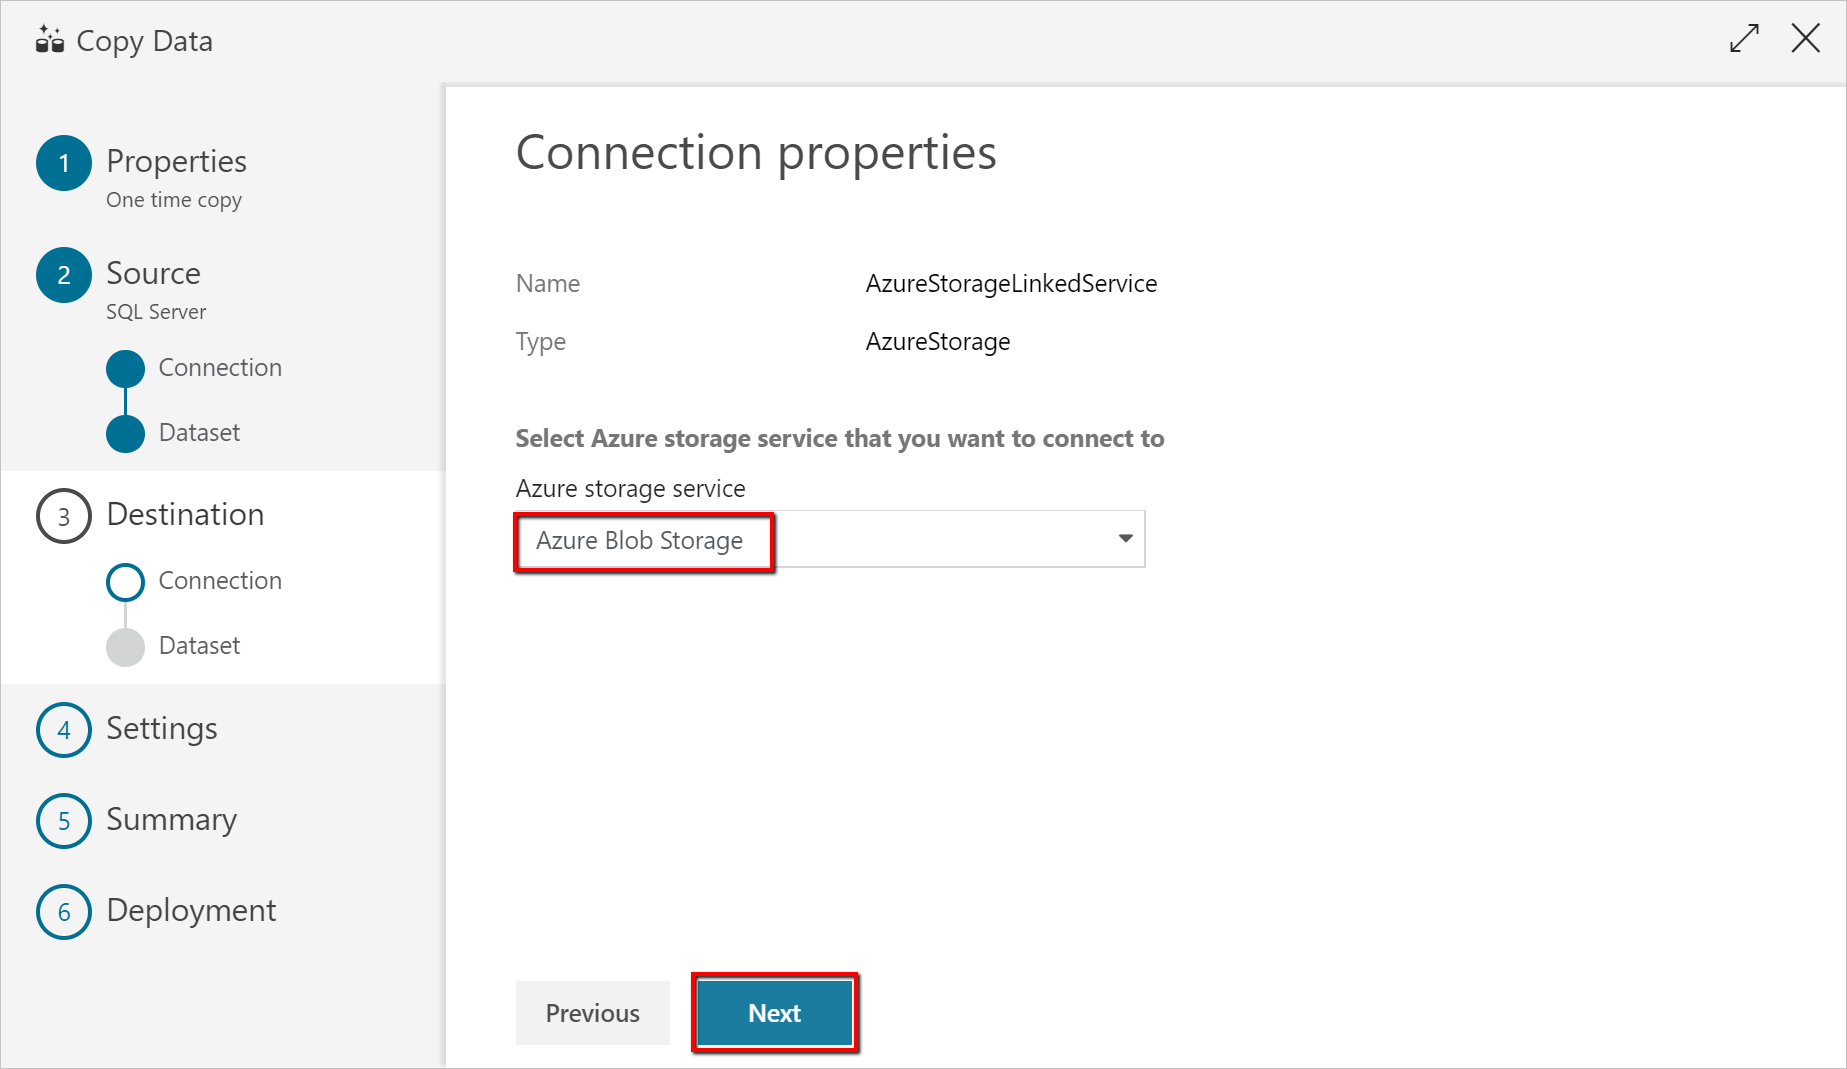 Copy Data
1 Properties
One time copy
2 Source
SQL Server
Connection
Dataset
3 Destination
Connection
Dataset
4 Settings
5 Summary
6 Deployment
Connection properties
Name AzureStorageLinkedService
Type AzureStorage
Select Azure storage service that you want to connect to
Azure storage service
Azure Blob Storage
Previous Next